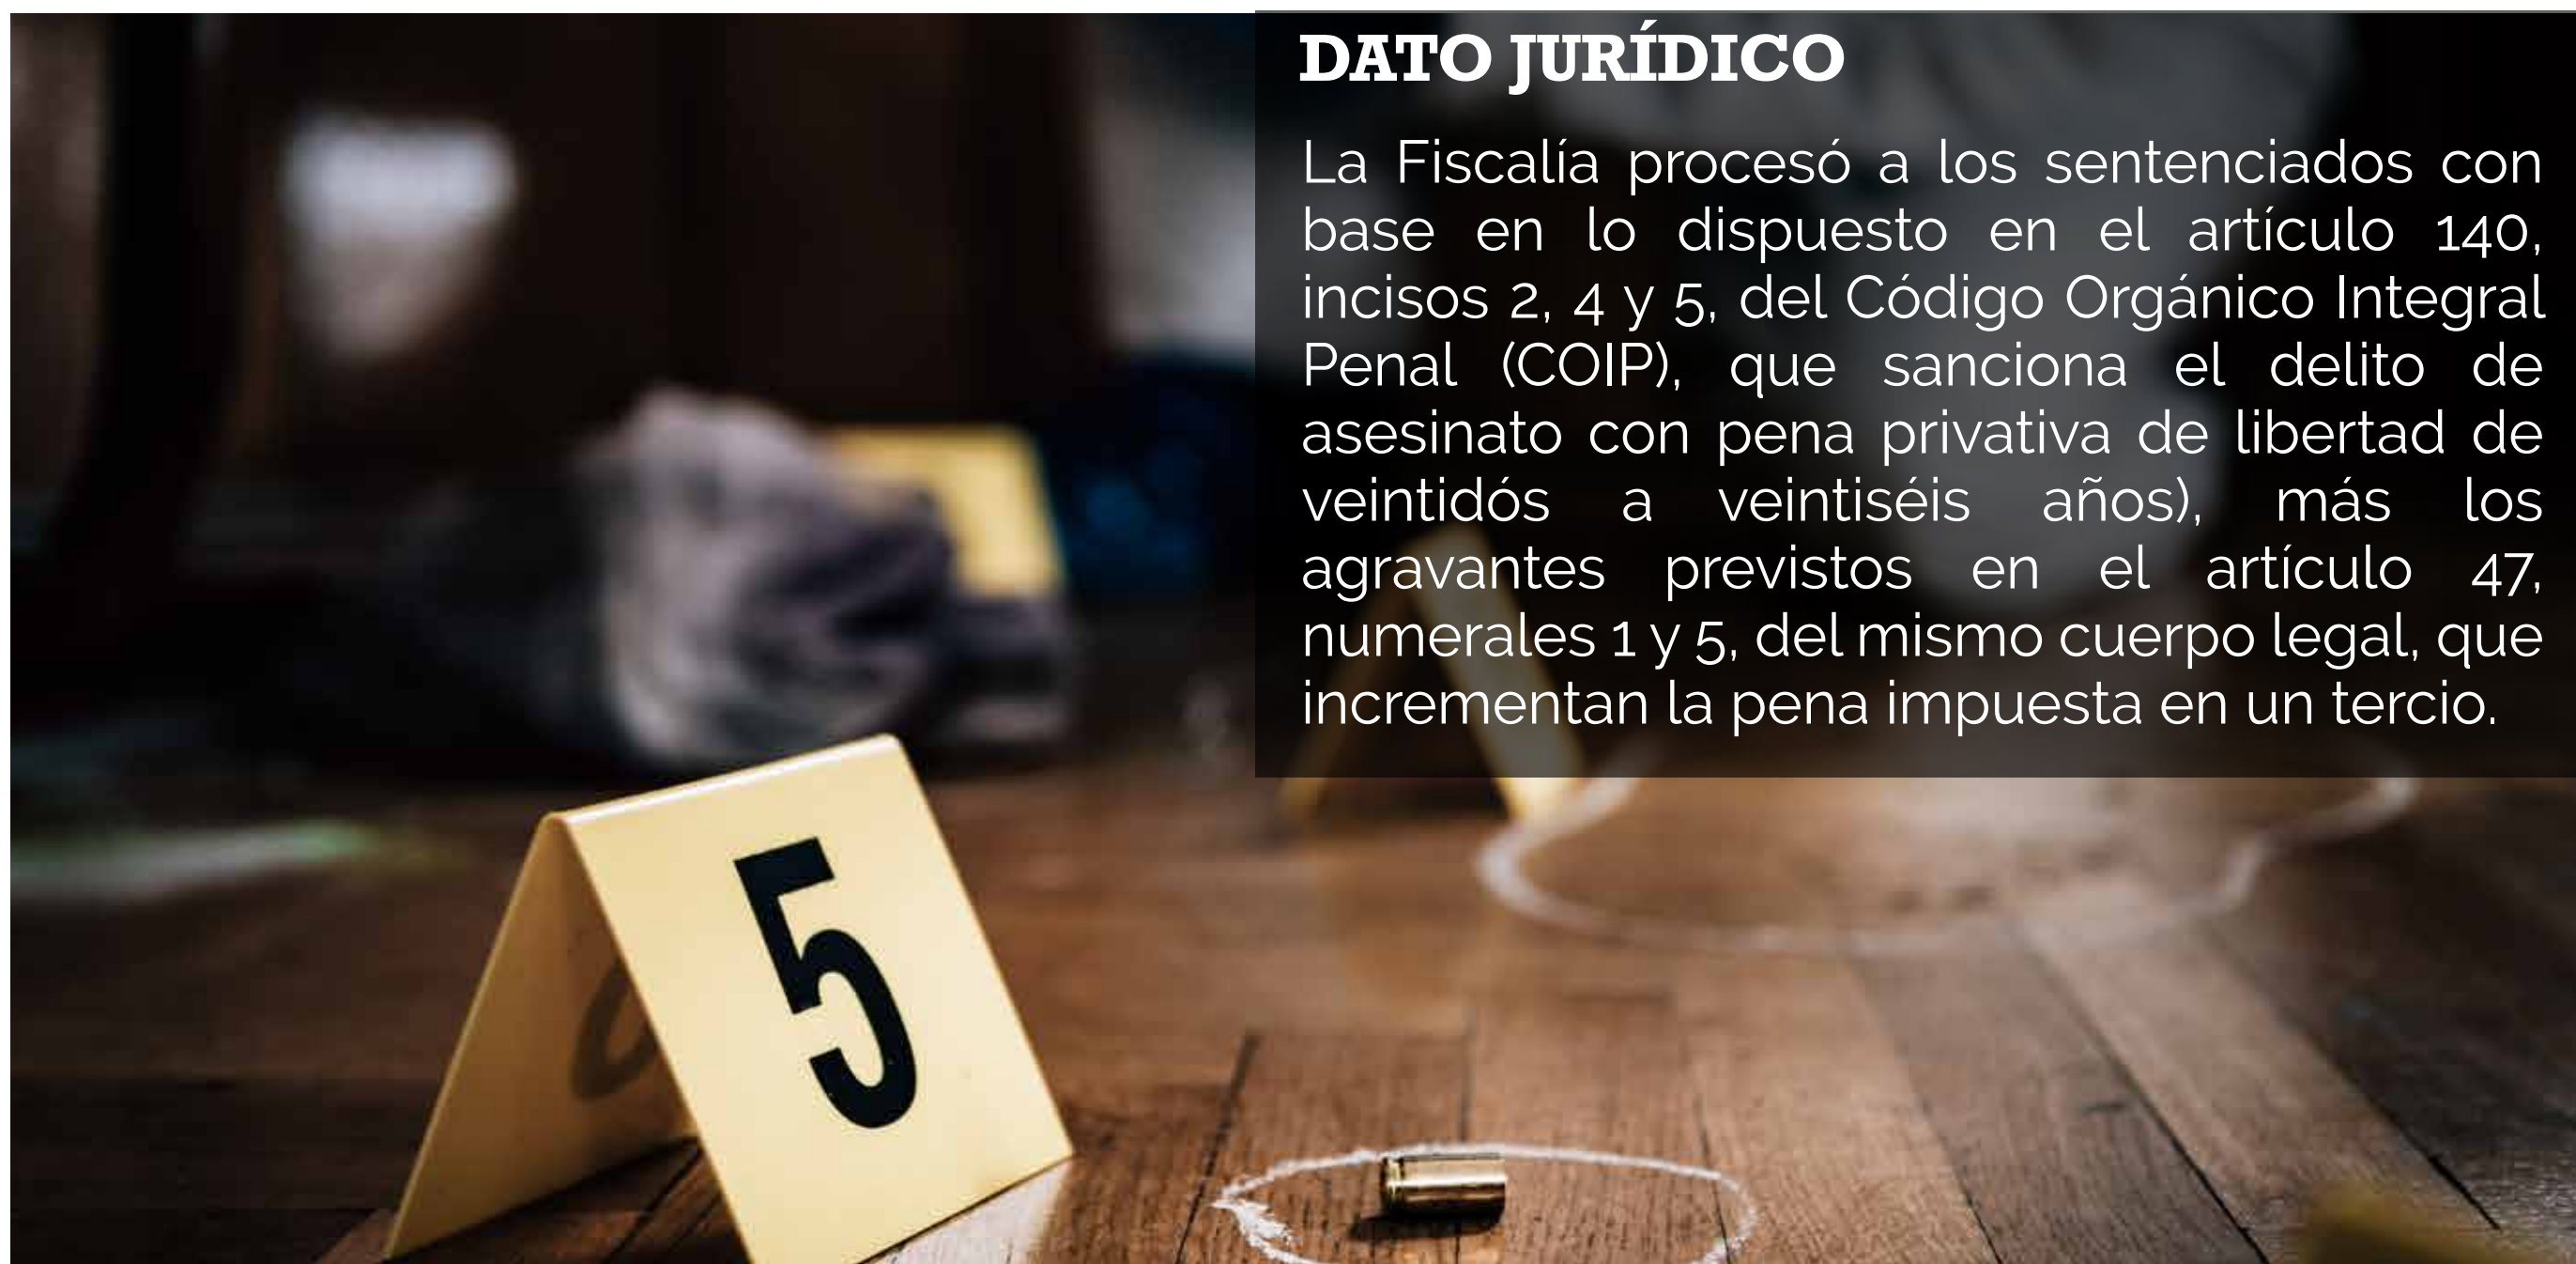 DATO JURÍDICO
La Fiscalía procesó a los sentenciados con
base en lo dispuesto en el artículo 140,
incisos 2, 4 y 5, del Código Orgánico Integral
Penal (COIP), que sanciona el delito de
asesinato con pena privativa de libertad de
veintidós a veintiséis años), más los
agravantes previstos en el artículo 47,
numerales 1 y 5, del mismo cuerpo legal, que
incrementan la pena impuesta en un tercio.
5